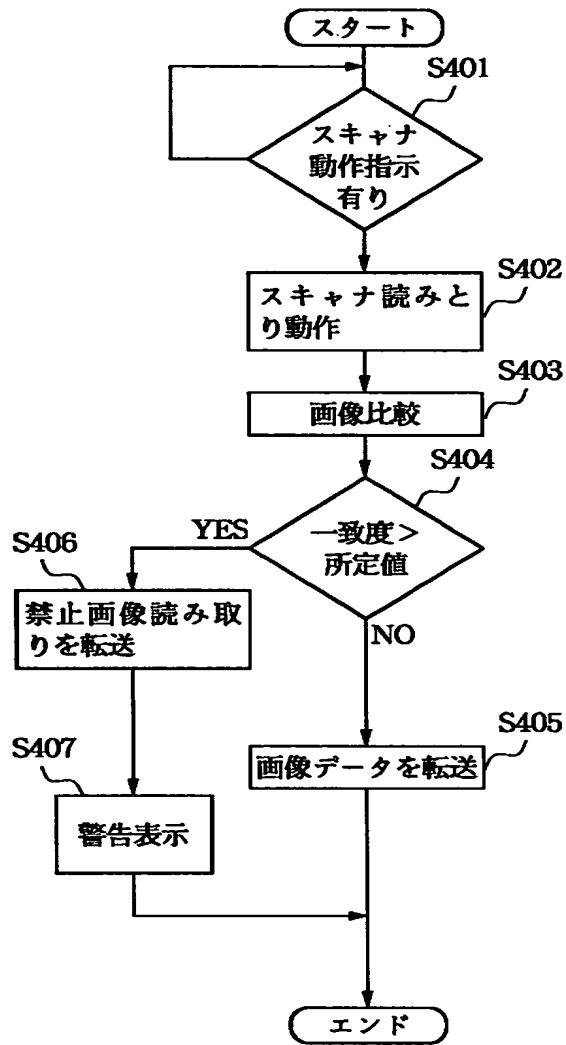 スタート
S401
スキャナ
動作指示
有り
S402
スキャナ読みと
り動作
S403
画像比較
S404
一致度>
所定値
YES
NO
S406
禁止画像読み取
りを転送
S405
画像データを転送
S407
警告表示
エンド